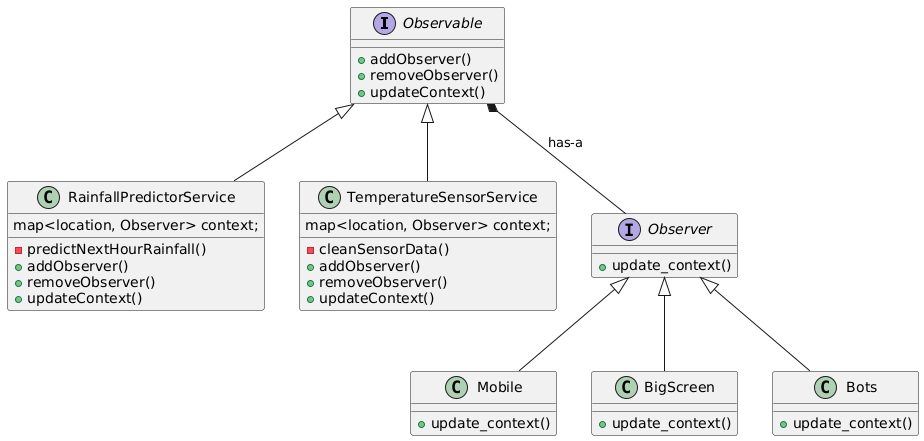 I Observable
addObserver()
removeObserver()
updateContext()
has-a
C RainfallPredictorService
map<location, Observer> context;
predictNextHourRainfall()
addObserver()
removeObserver()
updateContext()
C TemperatureSensorService
map<location, Observer> context;
cleanSensorData()
addObserver()
removeObserver()
updateContext()
I Observer
update_context()
C Mobile
update_context()
C BigScreen
update_context()
C Bots
update_context()